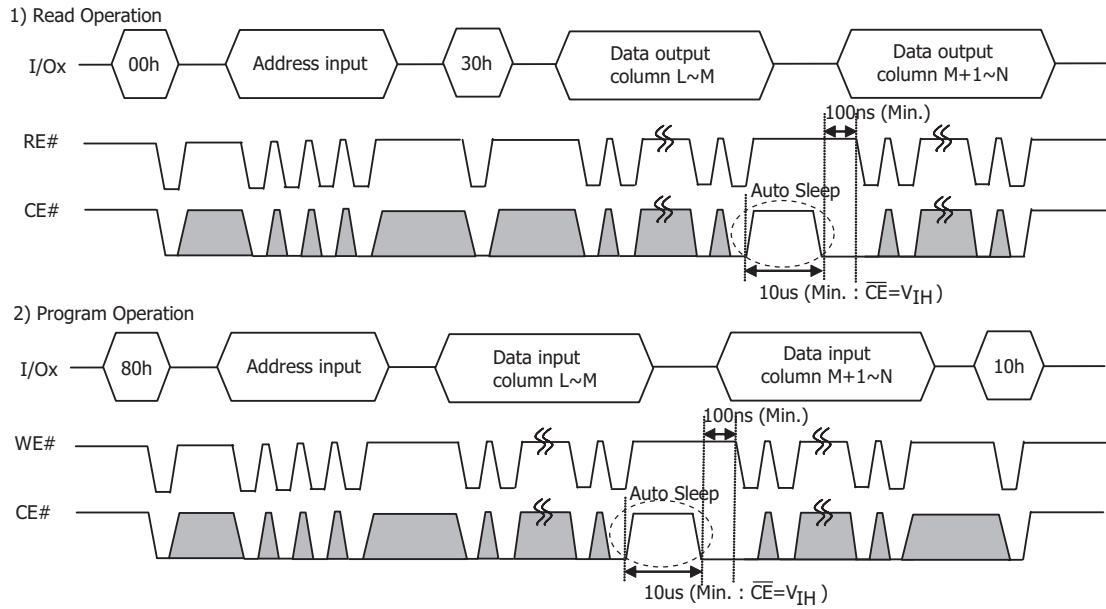 1) Read Operation
I/Ox 00h Address input 30h Data output column L~M Data output column M+1~N
100ns (Min.)
RE#
Auto Sleep
CE#
10us (Min. : CE=VIH)
2) Program Operation
I/Ox 80h Address input Data input column L~M Data input column M+1~N 10h
100ns (Min.)
WE#
Auto Sleep
CE#
10us (Min. : CE=VIH)